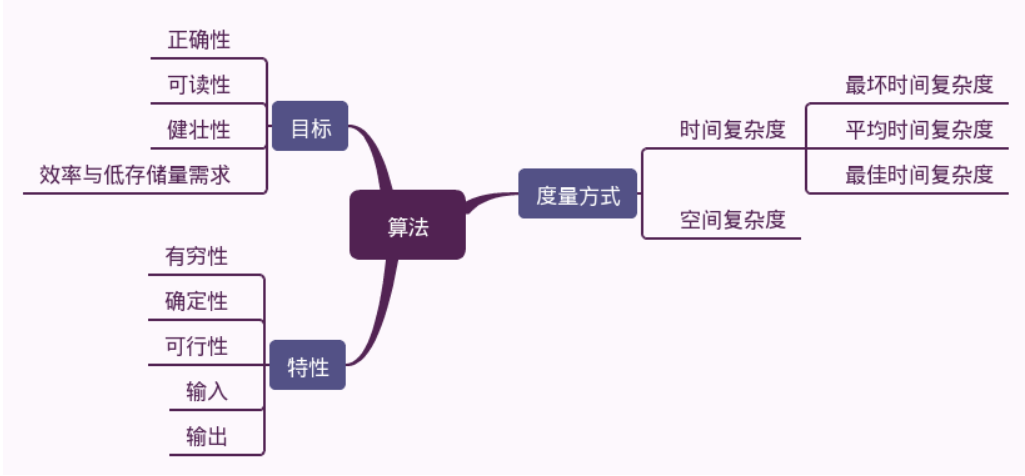 算法
目标
正确性
可读性
健壮性
效率与低存储量需求
特性
有穷性
确定性
可行性
输入
输出
度量方式
时间复杂度
最坏时间复杂度
平均时间复杂度
最佳时间复杂度
空间复杂度